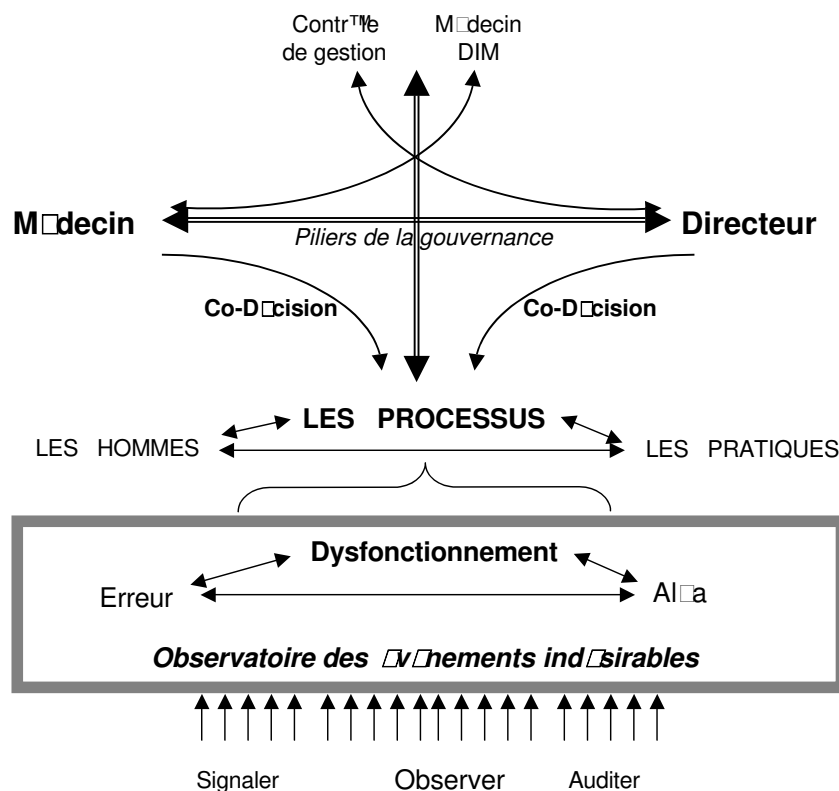 Contr™le
de gestion
M□decin
DIM
M□decin
Directeur
Piliers de la gouvernance
Co-D□cision
Co-D□cision
LES PROCESSUS
LES HOMMES
LES PRATIQUES
Dysfonctionnement
Erreur
Al□a
Observatoire des □v□nements ind□sirables
Signaler
Observer
Auditer